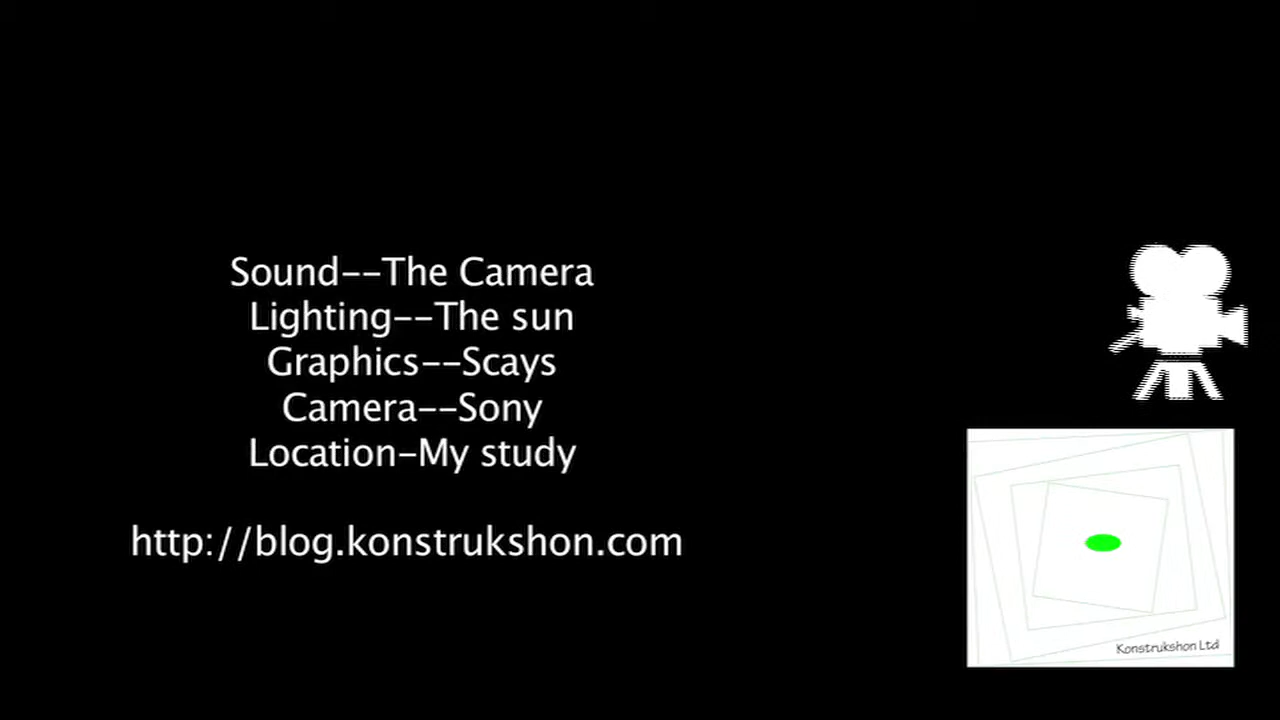 Sound--The Camera
Lighting--The sun
Graphics--Scays
Camera--Sony
Location-My study
http://blog.konstrukshon.com
Konstrukshon Ltd